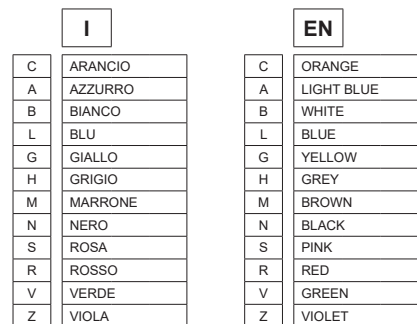 I
C ARANCIO
A AZZURRO
B BIANCO
L BLU
G GIALLO
H GRIGIO
M MARRONE
N NERO
S ROSA
R ROSSO
V VERDE
Z VIOLA
EN
C ORANGE
A LIGHT BLUE
B WHITE
L BLUE
G YELLOW
H GREY
M BROWN
N BLACK
S PINK
R RED
V GREEN
Z VIOLET